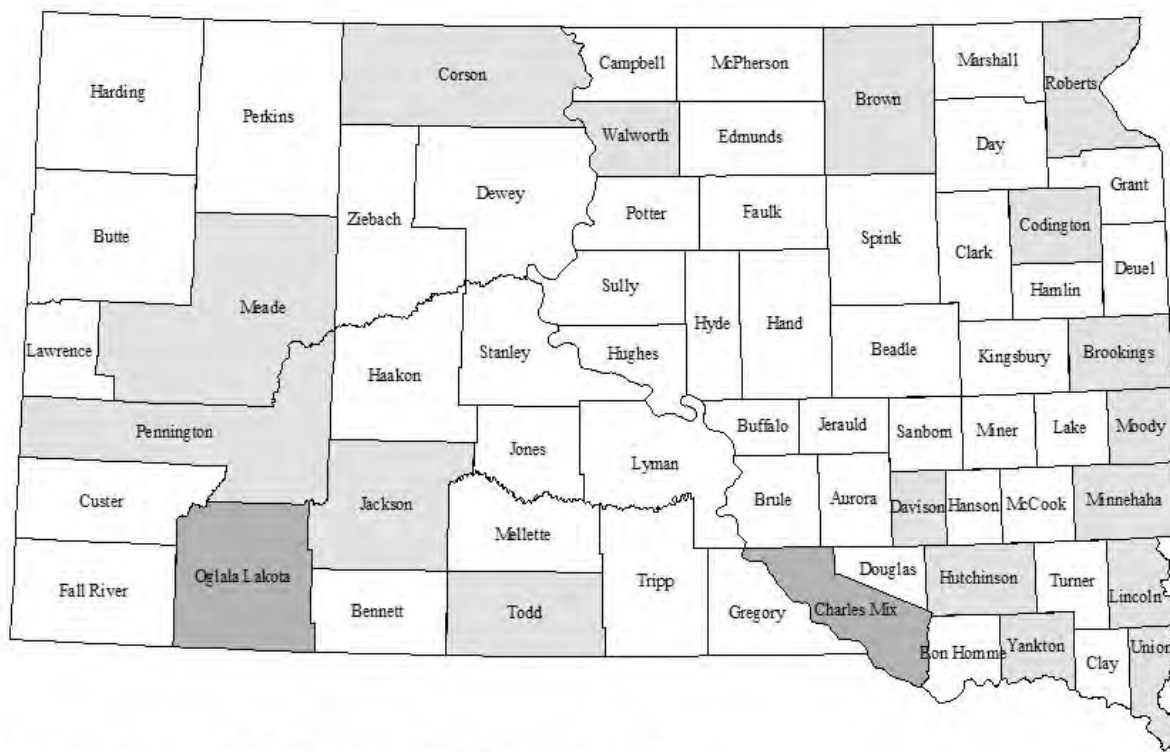 Harding
Perkins
Corson
Campbell
McPherson
Brown
Marshall
Roberts
Walworth
Edmunds
Day
Dewey
Ziebach
Potter
Faulk
Spink
Grant
Butte
Codington
Clark
Deuel
Meade
Sully
Hamlin
Hyde
Hand
Lawrence
Stanley
Hughes
Beadle
Kingsbury
Brookings
Haakon
Pennington
Jones
Buffalo
Jerauld
Sanborn
Miner
Lake
Moody
Lyman
Custer
Jackson
Brule
Aurora
Davison
Hanson
McCook
Minnehaha
Mellette
Fall River
Oglala Lakota
Bennett
Todd
Tripp
Gregory
Charles Mix
Douglas
Hutchinson
Turner
Lincoln
Bon Homme
Yankton
Clay
Union